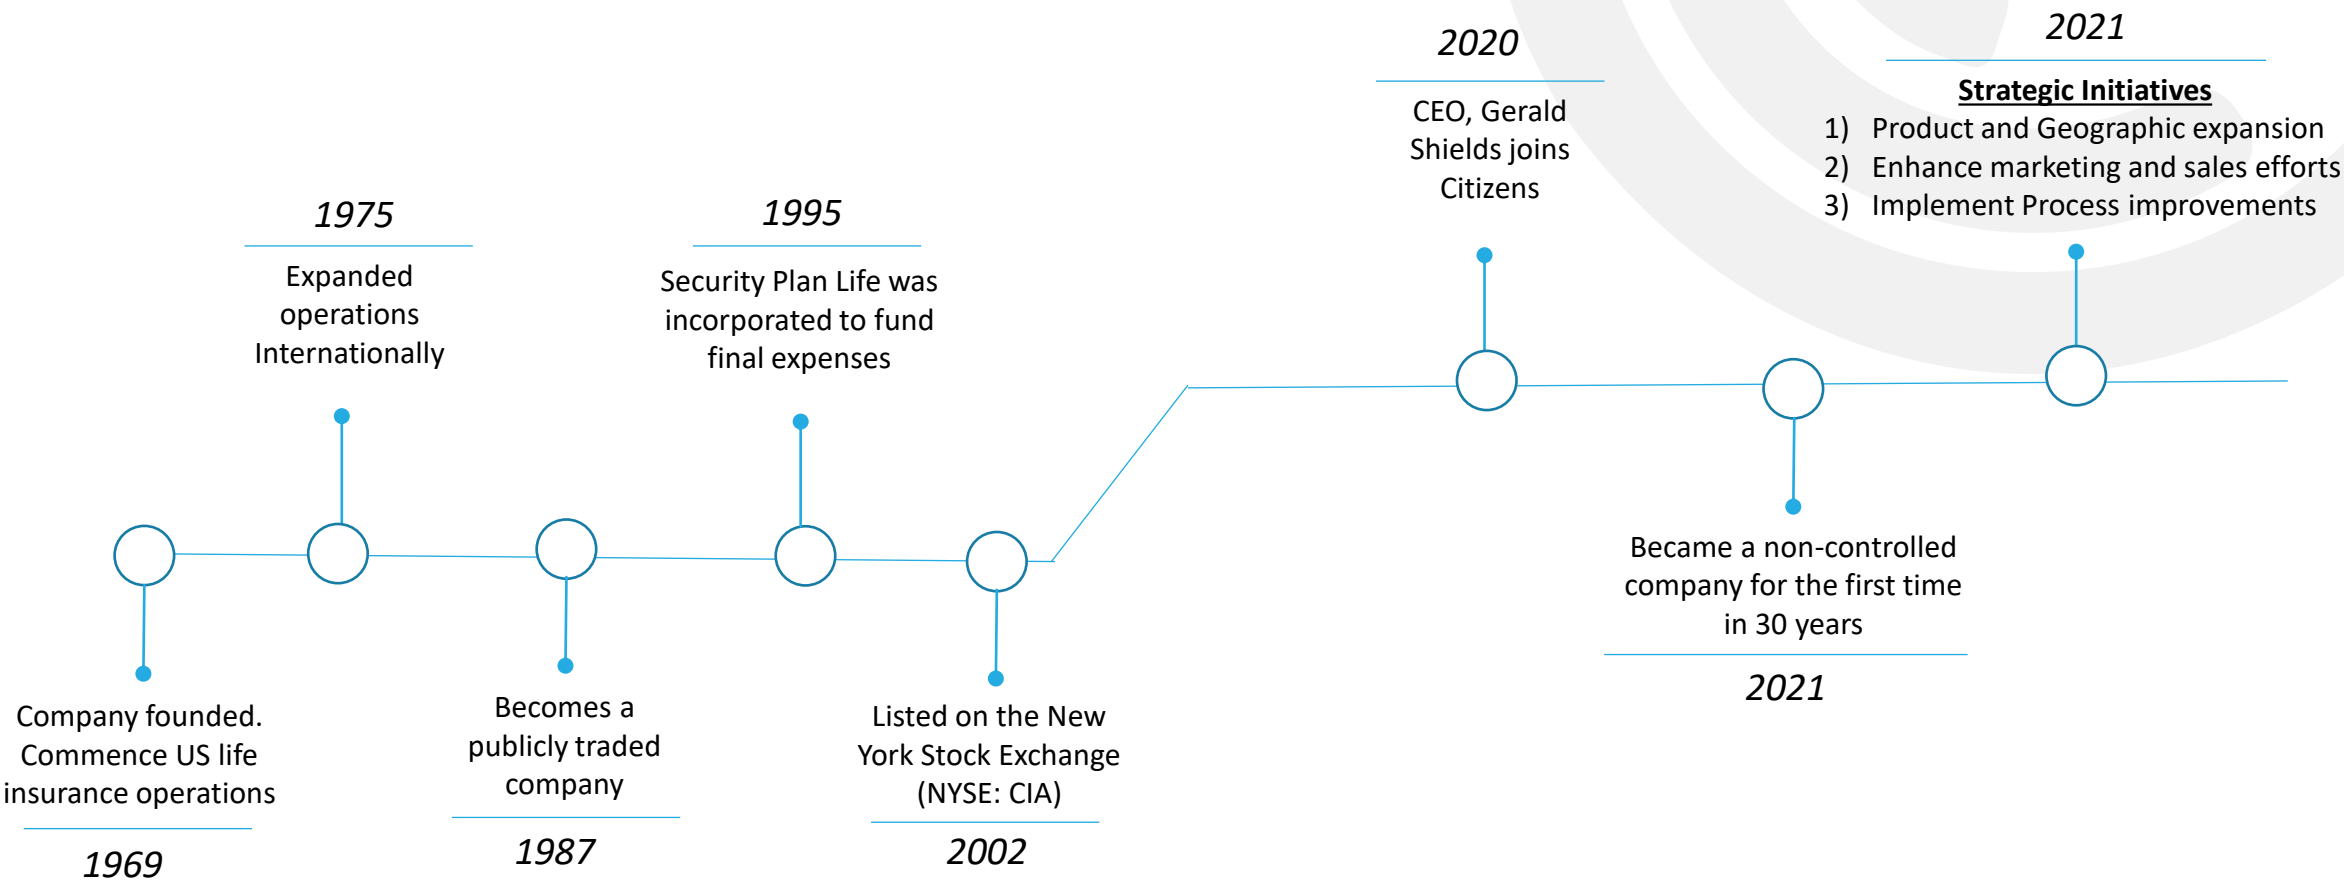 1969
Company founded.
Commence US life
insurance operations
1975
Expanded
operations
Internationally
1987
Becomes a
publicly traded
company
1995
Security Plan Life was
incorporated to fund
final expenses
2002
Listed on the New
York Stock Exchange
(NYSE: CIA)
2020
CEO, Gerald
Shields joins
Citizens
Became a non-controlled
company for the first time
in 30 years
2021
2021
Strategic Initiatives
1) Product and Geographic expansion
2) Enhance marketing and sales efforts
3) Implement Process improvements